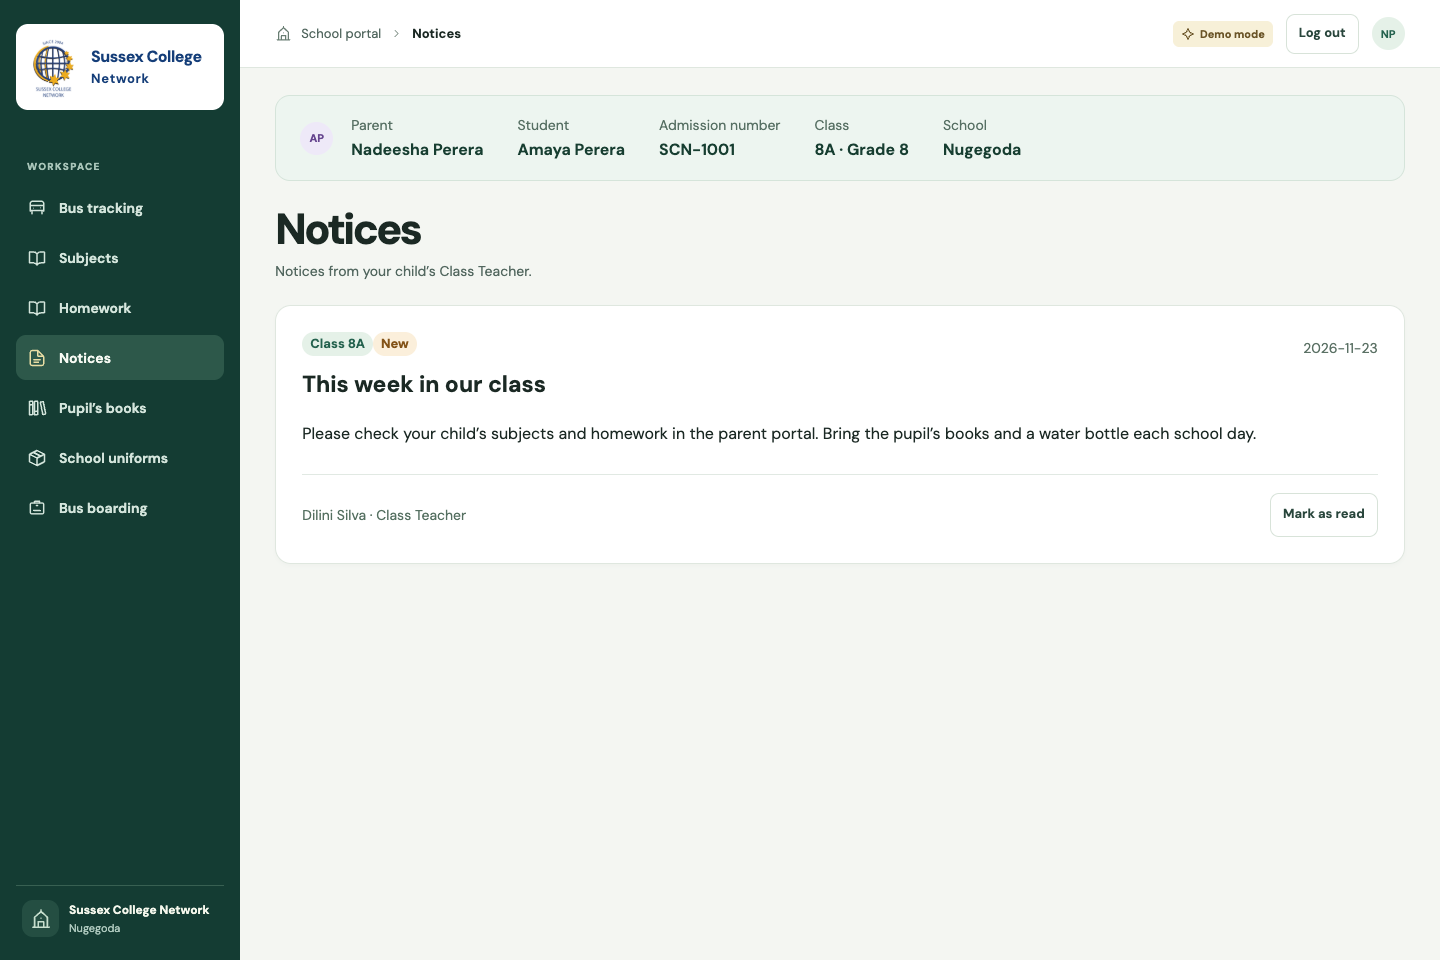 SUSSEX COLLEGE
NETWORK
Sussex College
Network
WORKSPACE
Bus tracking
Subjects
Homework
Notices
Pupil’s books
School uniforms
Bus boarding
Sussex College Network
Nugegoda
School portal
Notices
Demo mode
Log out
NP
AP
Parent
Nadeesha Perera
Student
Amaya Perera
Admission number
SCN-1001
Class
8A · Grade 8
School
Nugegoda
Notices
Notices from your child’s Class Teacher.
Class 8A
New
2026-11-23
This week in our class
Please check your child’s subjects and homework in the parent portal. Bring the pupil’s books and a water bottle each school day.
Dilini Silva · Class Teacher
Mark as read